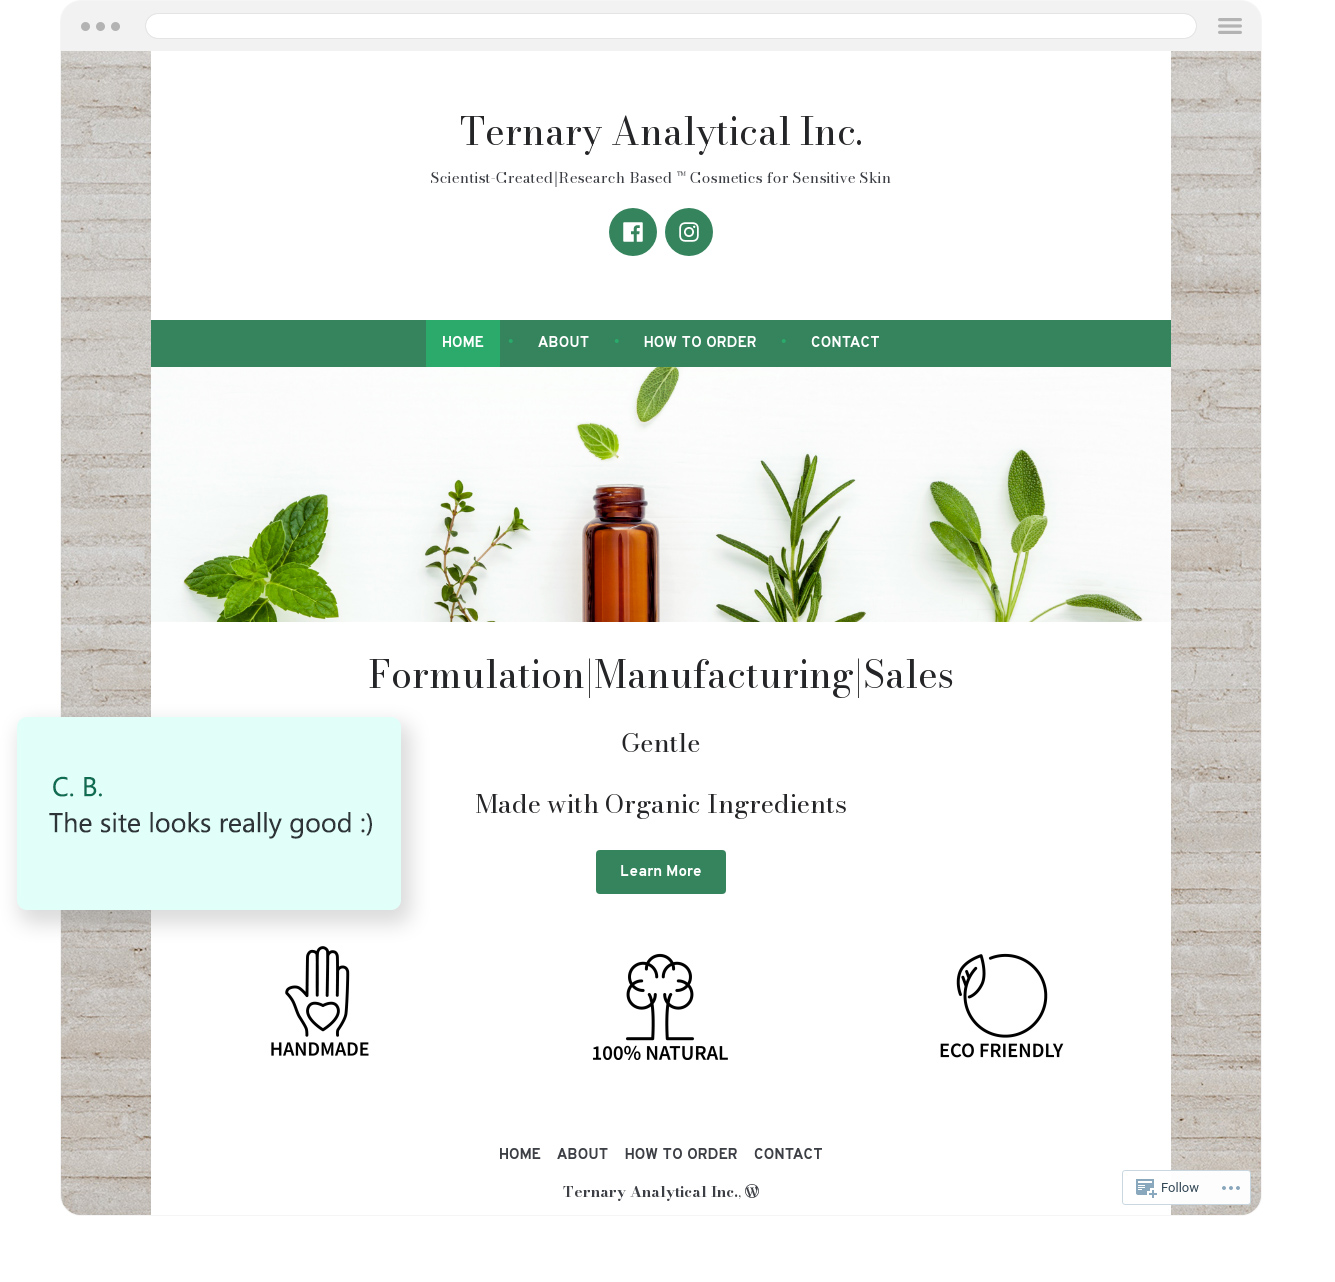 Ternary Analytical Inc.
Scientist-Created|Research Based ™ Cosmetics for Sensitive Skin
HOME • ABOUT • HOW TO ORDER • CONTACT
Formulation|Manufacturing|Sales
Gentle
Made with Organic Ingredients
Learn More
C. B.
The site looks really good :)
HANDMADE
100% NATURAL
ECO FRIENDLY
HOME ABOUT HOW TO ORDER CONTACT
Ternary Analytical Inc.,
Follow ...